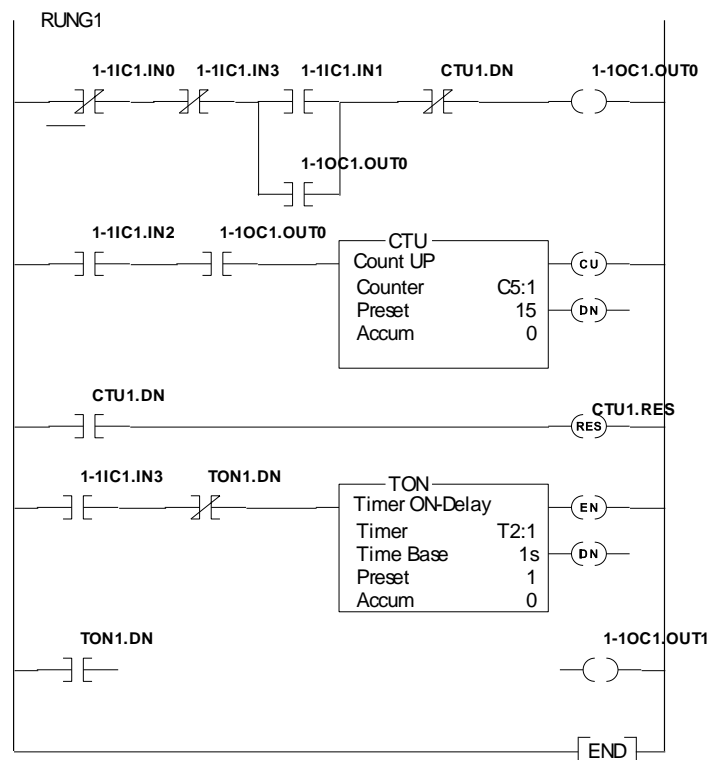 RUNG1
1-1IC1.IN0 1-1IC1.IN3 1-1IC1.IN1 CTU1.DN 1-1OC1.OUT0
1-1OC1.OUT0
1-1IC1.IN2 1-1OC1.OUT0
CTU
Count UP CU
Counter C5:1
Preset 15 DN
Accum 0
CTU1.DN CTU1.RES
RES
1-1IC1.IN3 TON1.DN
TON
Timer ON-Delay EN
Timer T2:1
Time Base 1s DN
Preset 1
Accum 0
TON1.DN 1-1OC1.OUT1
END